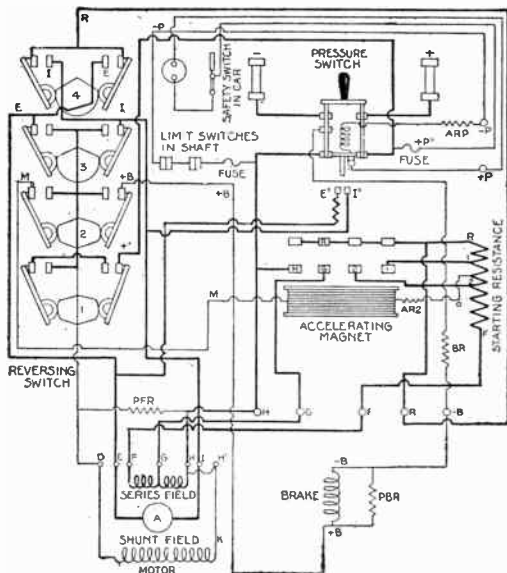 R
-P
PRESSURE
SWITCH
-
+
SAFETY SWITCH
IN CAR
I
E
4
E
I
LIMIT SWITCHES
IN SHAFT
FUSE
ARP
-P
+P'
FUSE
+P
3
M
+B
+B
E'
I'
2
R
STARTING RESISTANCE
1
M
AR2
ACCELERATING
MAGNET
BR
REVERSING
SWITCH
PFR
H
G
F
R
-B
D
E
F
G
H
I
H'
SERIES FIELD
A
SHUNT FIELD
K
MOTOR
-B
BRAKE
PBR
+B